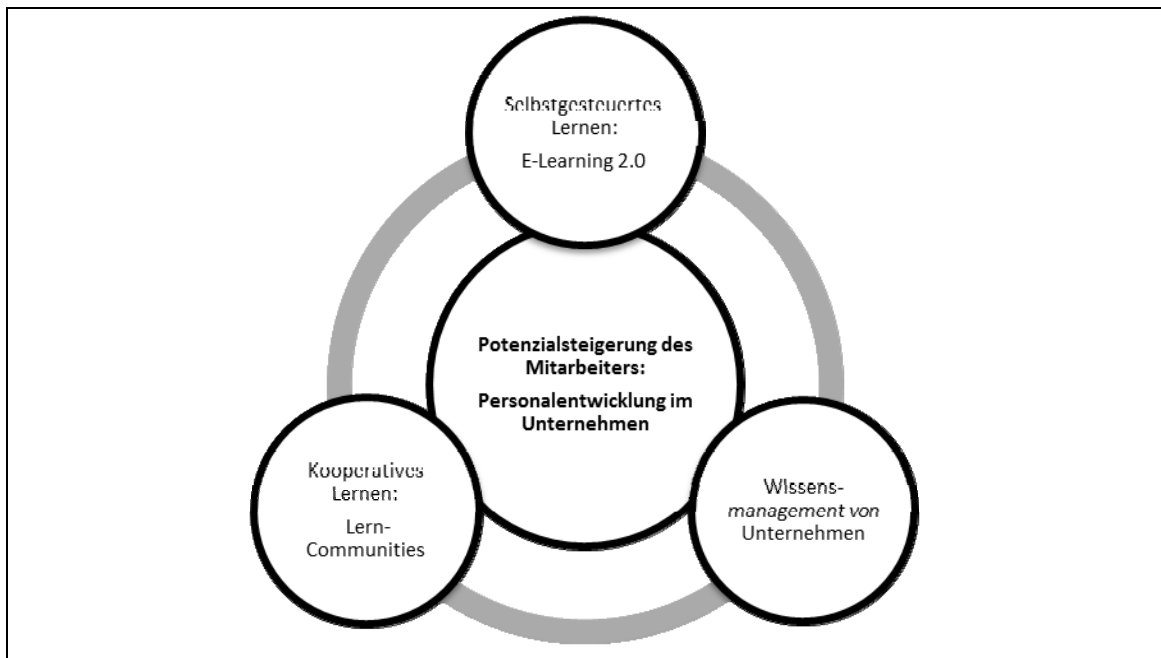 Selbstgesteuertes
Lernen:
E-Learning 2.0
Potenzialsteigerung des
Mitarbeiters:
Personalentwicklung im
Unternehmen
Kooperatives
Lernen:
Lern-
Communities
Wissens-
management von
Unternehmen